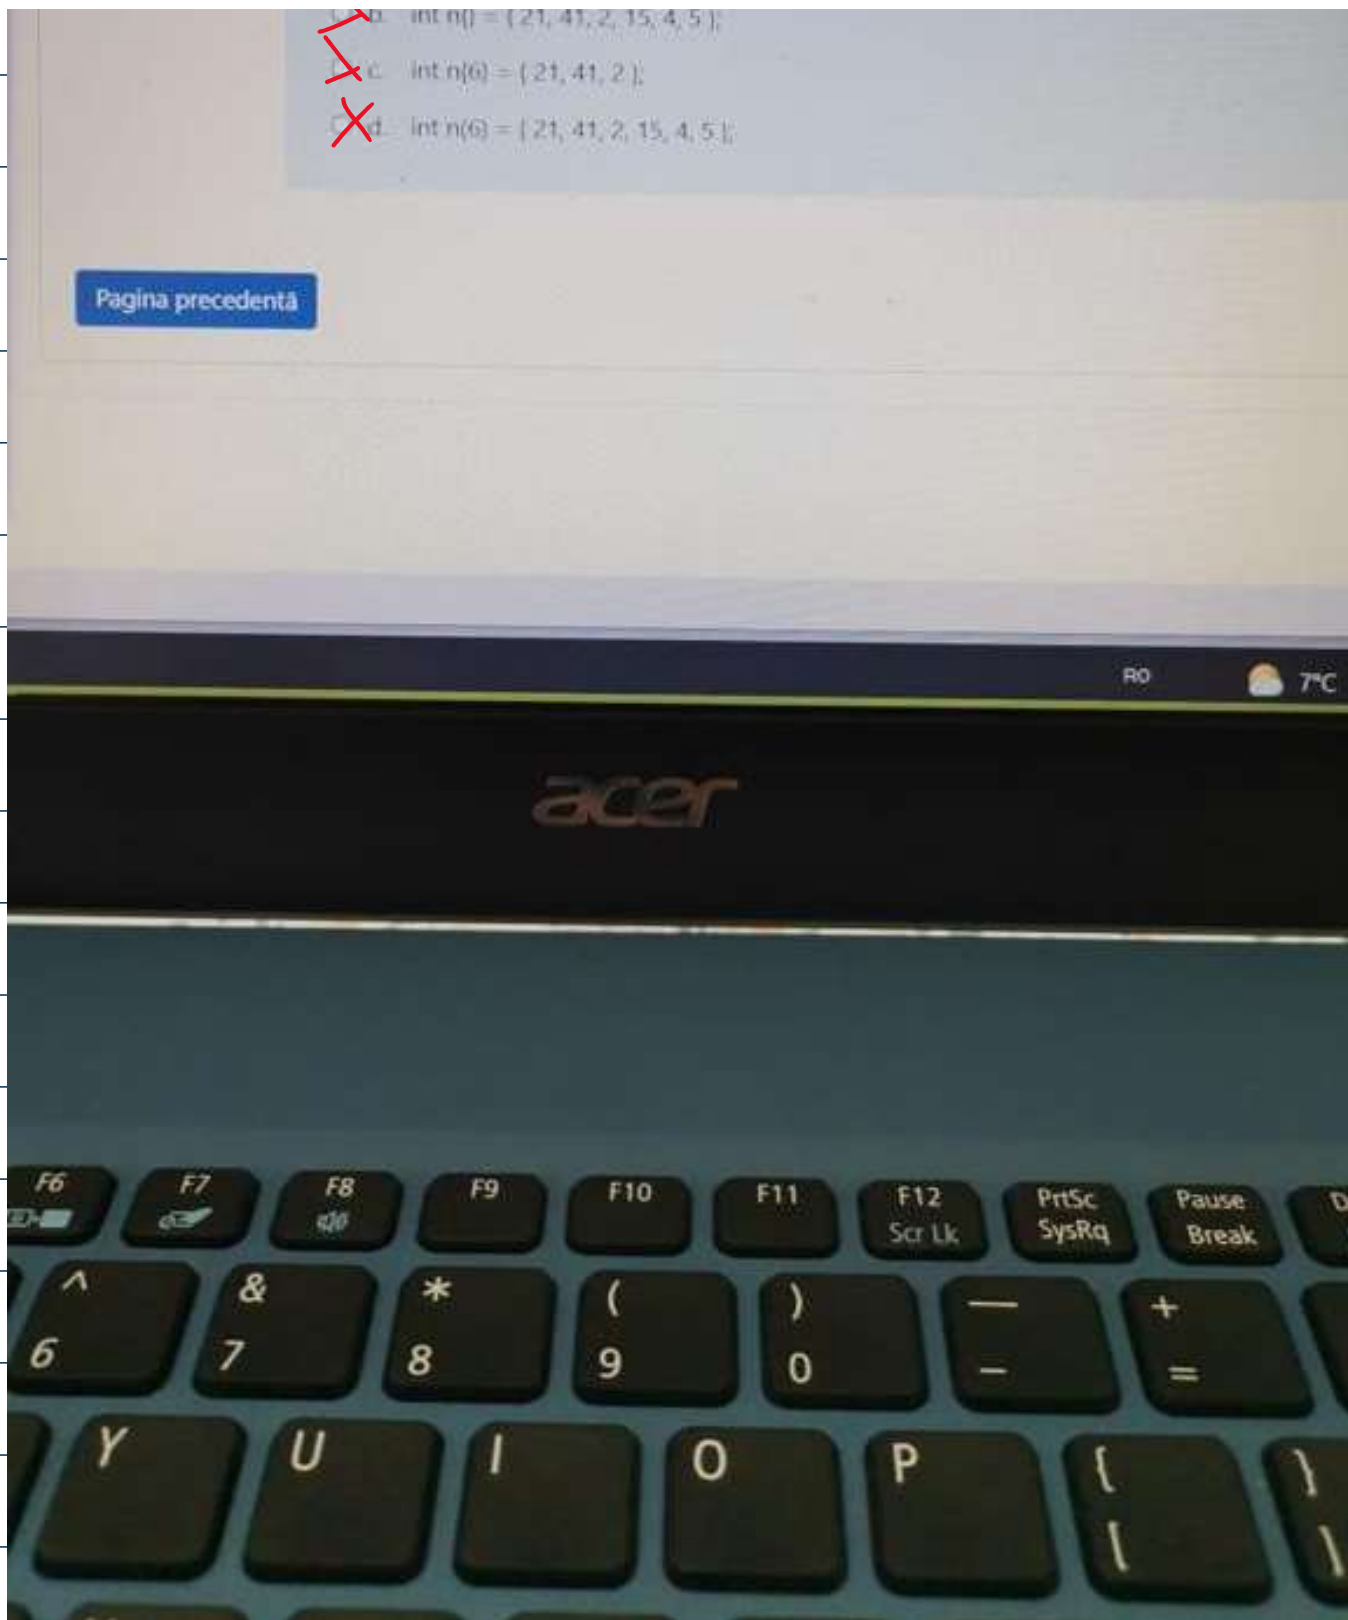 b. int n() = { 21, 41, 2, 15, 4, 5 };
c. int n(6) = { 21, 41, 2 };
d. int n(6) = { 21, 41, 2, 15, 4, 5 };
Pagina precedentă
RO 7°C
acer
F6 F7 F8 F9 F10 F11 F12 Scr Lk PrtSc SysRq Pause Break D
^ 6 & 7 * 8 ( 9 ) 0 — - + =
Y U I O P { [ } ]